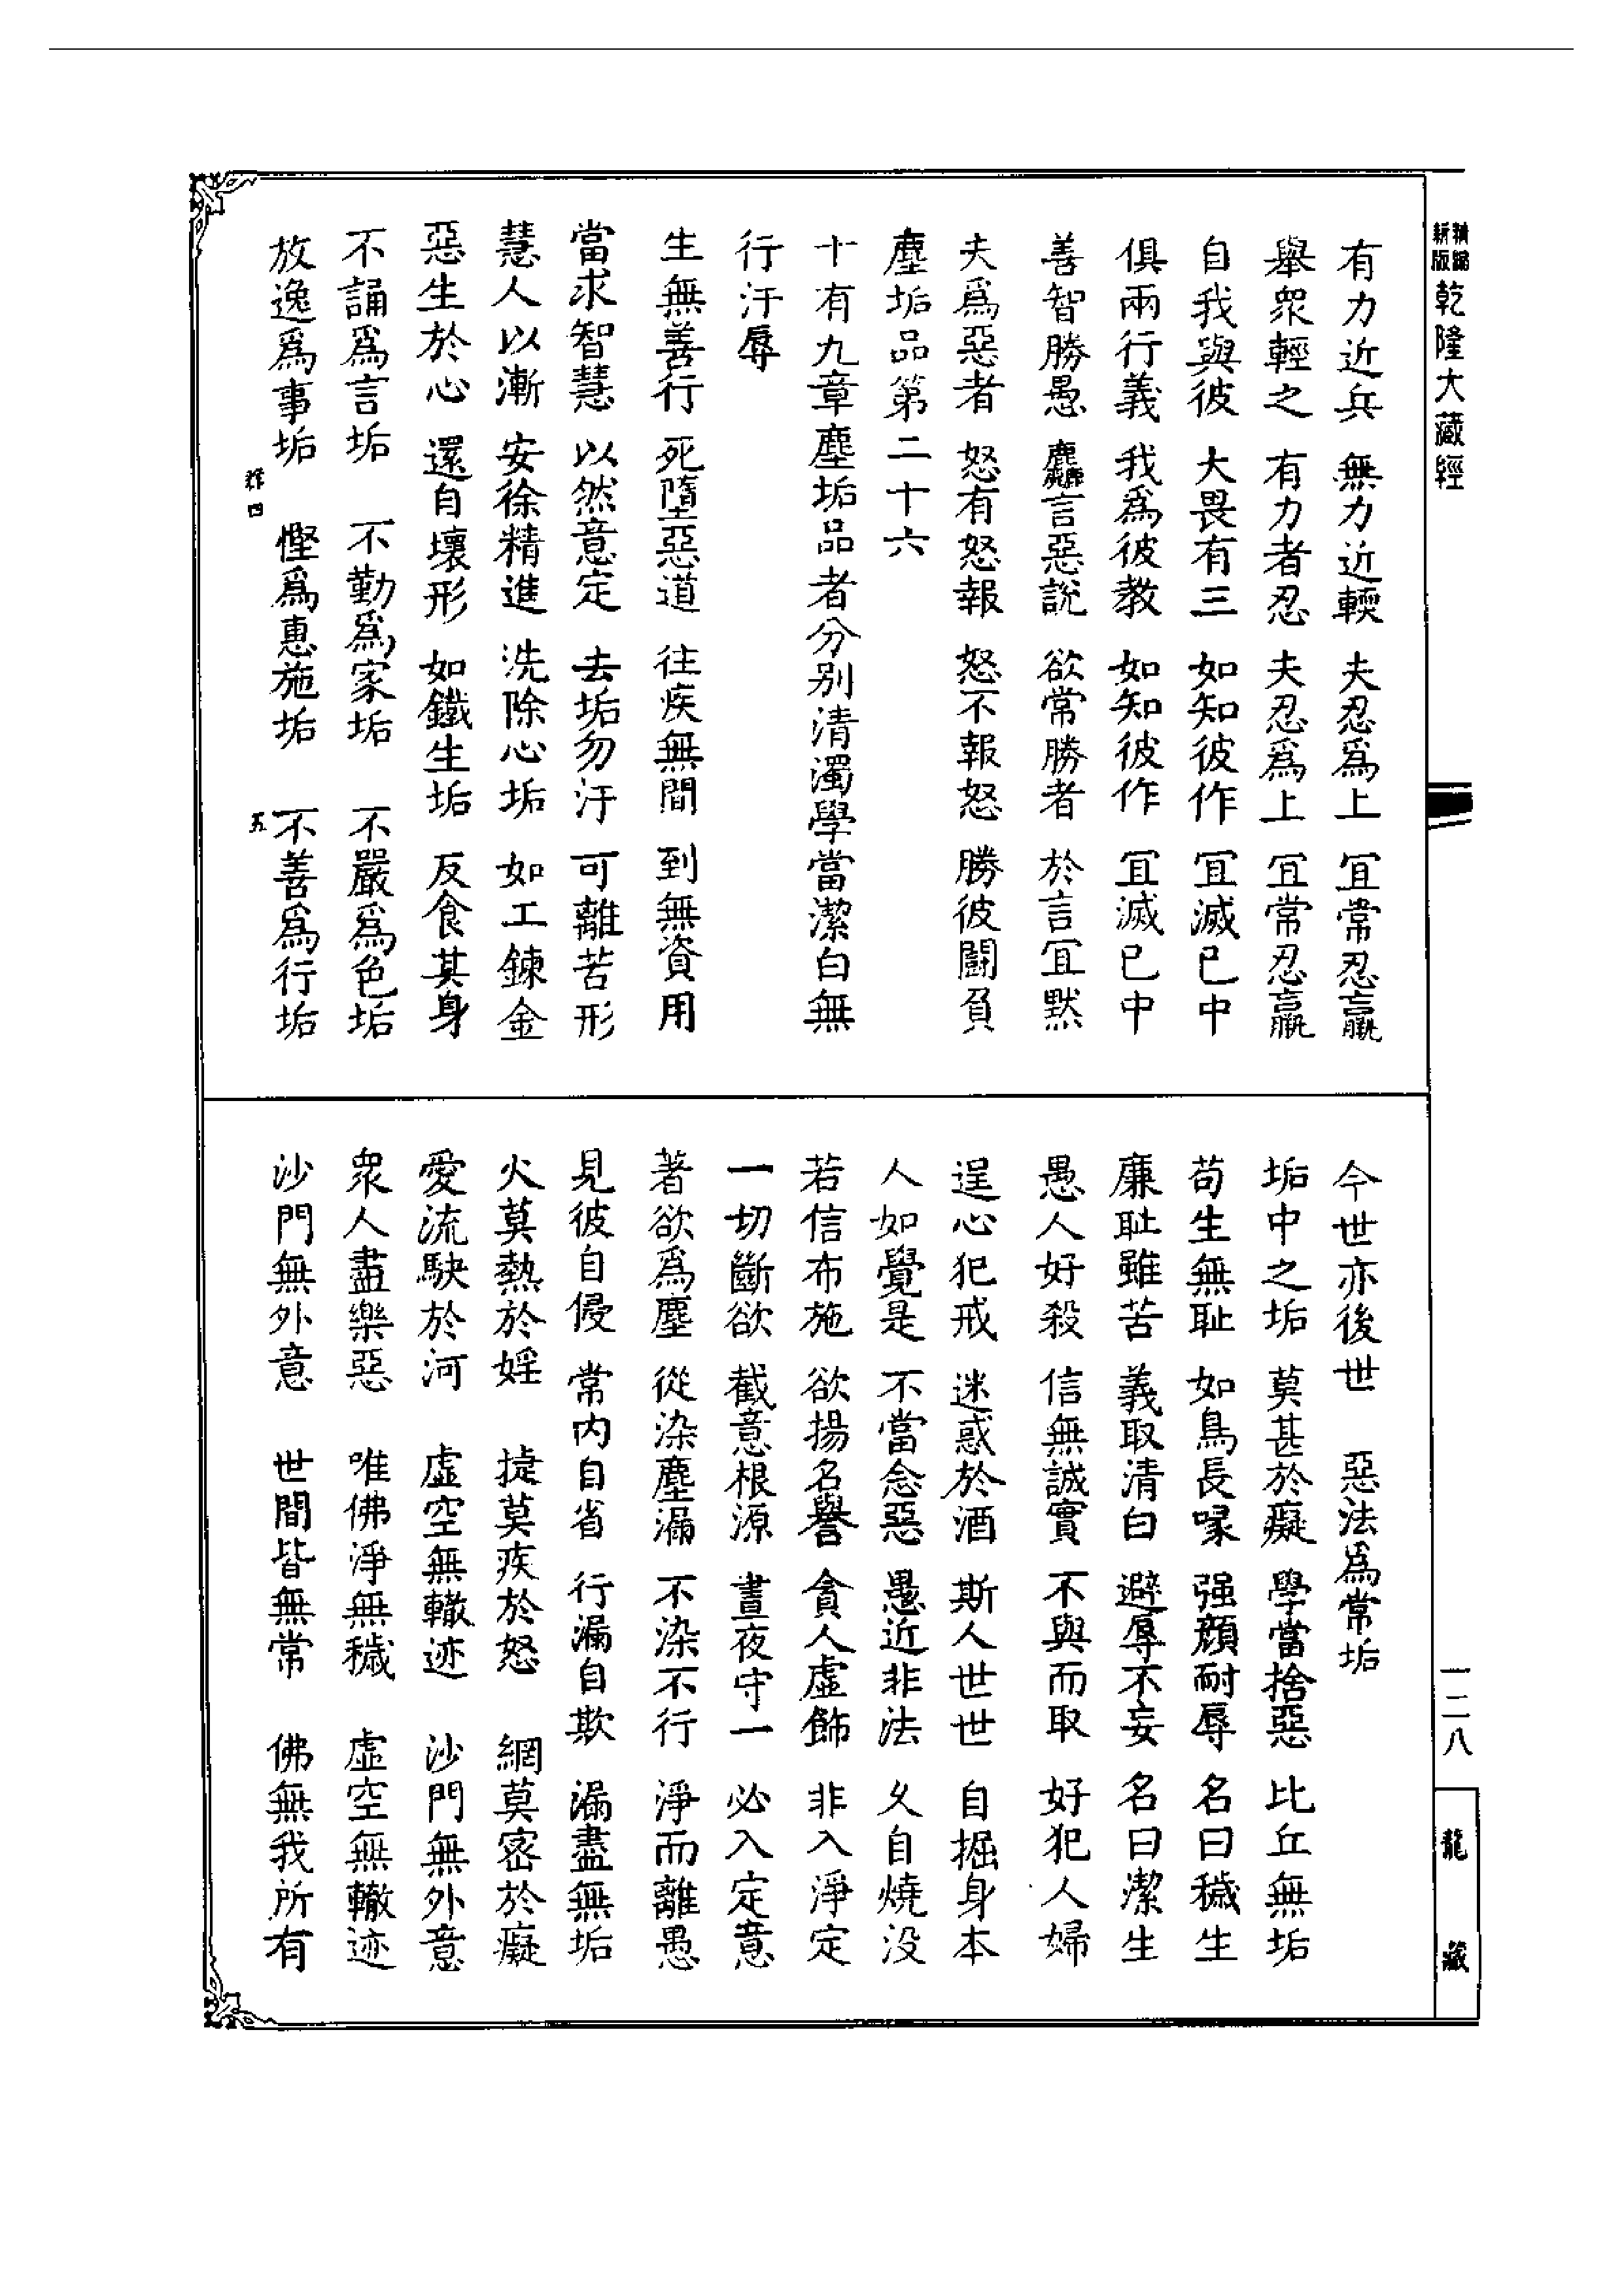 精編
新版
乾隆大藏經
有力近兵　無力近輭　夫忍爲上　宜常忍羸
舉衆輕之　有力者忍　夫忍爲上　宜常忍羸
自我與彼　大畏有三　如知彼作　宜滅已中
俱兩行義　我爲彼教　如知彼作　宜滅已中
善智勝愚　麤言惡說　欲常勝者　於言宜默
夫爲惡者　怒有怒報　怒不報怒　勝彼鬪負
塵垢品第二十六
十有九章塵垢品者分别清濁學當潔白無
行汙辱
生無善行　死墮惡道　往疾無間　到無資用
當求智慧　以然意定　去垢勿汙　可離苦形
慧人以漸　安徐精進　洗除心垢　如工鍊金
惡生於心　還自壞形　如鐵生垢　反食其身
不誦爲言垢　不勤爲家垢　不嚴爲色垢
放逸爲事垢　慳爲惠施垢　不善爲行垢
四
五
今世亦後世　惡法爲常垢
垢中之垢　莫甚於癡　學當捨惡　比丘無垢
苟生無耻　如鳥長喙　强顔耐辱　名曰穢生
廉耻雖苦　義取清白　避辱不妄　名曰潔生
愚人好殺　信無誠實　不與而取　好犯人婦
逞心犯戒　迷惑於酒　斯人世世　自掘身本
人如覺是　不當念惡　愚近非法　久自燒没
若信布施　欲揚名譽　貪人虛飾　非入淨定
一切斷欲　截意根源　晝夜守一　必入定意
著欲爲塵　從染塵漏　不染不行　淨而離愚
見彼自侵　常内自省　行漏自欺　漏盡無垢
火莫熱於婬　捷莫疾於怒　網莫密於癡
愛流駃於河　虛空無轍迹　沙門無外意
衆人盡樂惡　唯佛淨無穢　虛空無轍迹
沙門無外意　世間皆無常　佛無我所有
一二八
龍藏